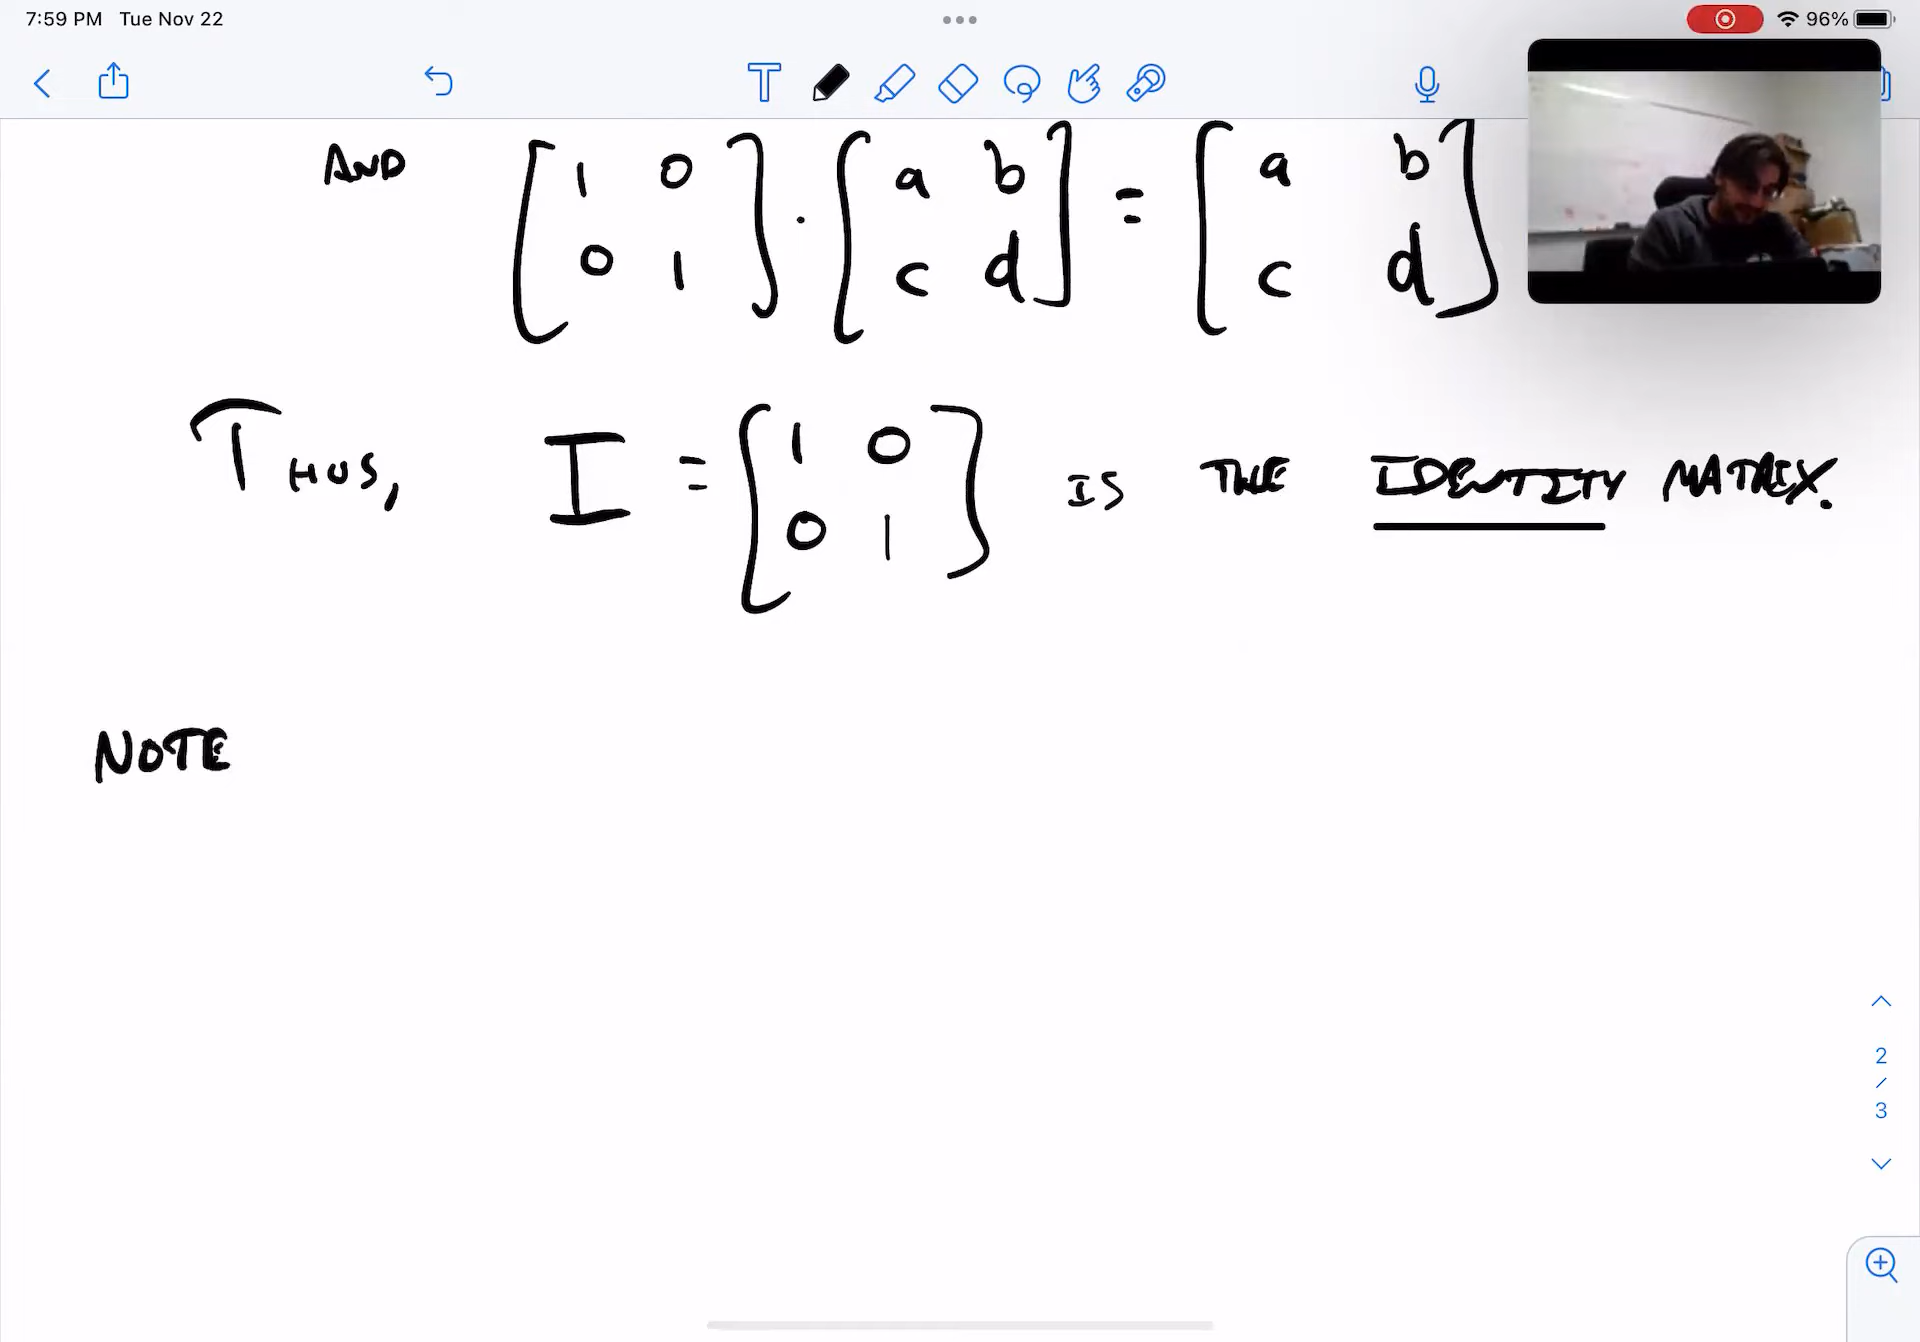 7:59 PM Tue Nov 22
96%
AND [1 0 0 1] · [a b c d] = [a b c d]
THUS, I = [1 0 0 1] IS THE IDENTITY MATRIX.
NOTE
2
/
3